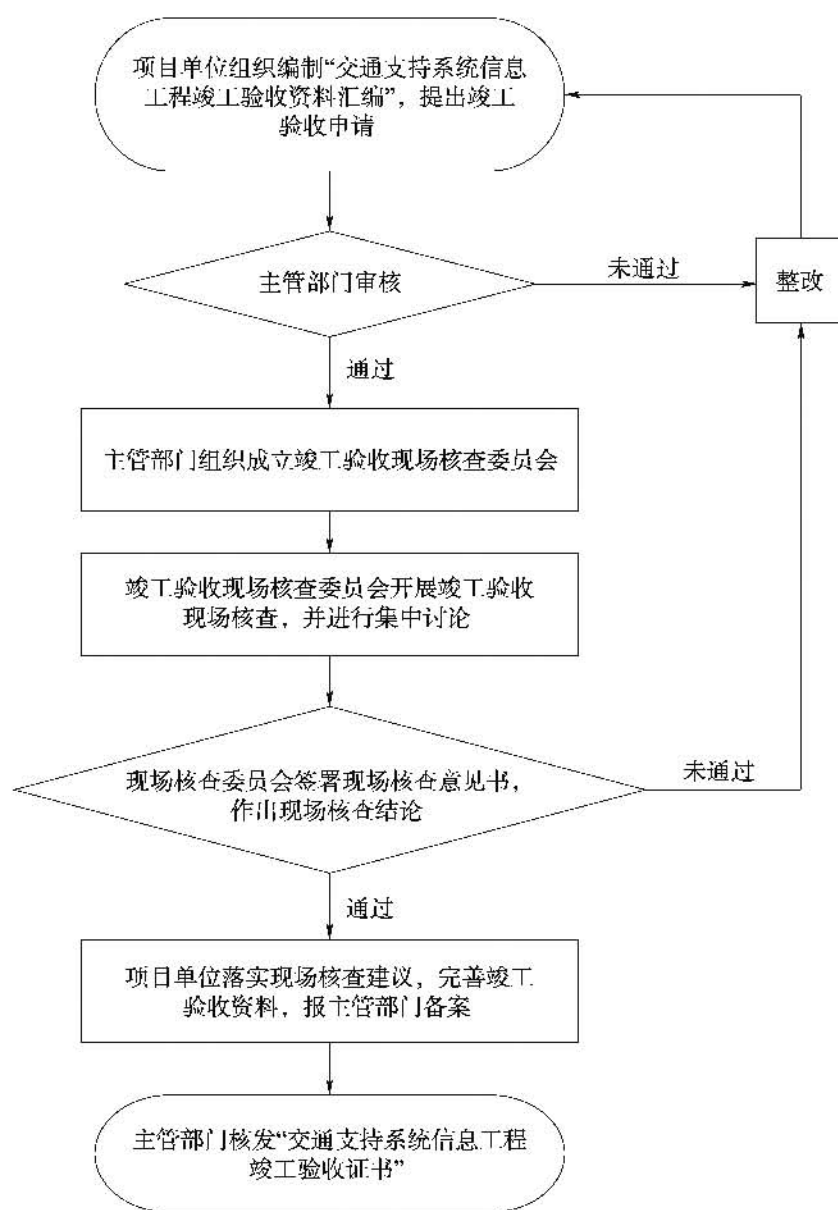 项目单位组织编制“交通支持系统信息
工程竣工验收资料汇编”，提出竣工
验收申请
主管部门审核
未通过
整改
通过
主管部门组织成立竣工验收现场核查委员会
竣工验收现场核查委员会开展竣工验收
现场核查，并进行集中讨论
现场核查委员会签署现场核查意见书，
作出现场核查结论
未通过
通过
项目单位落实现场核查建议，完善竣工
验收资料，报主管部门备案
主管部门核发“交通支持系统信息工程
竣工验收证书”